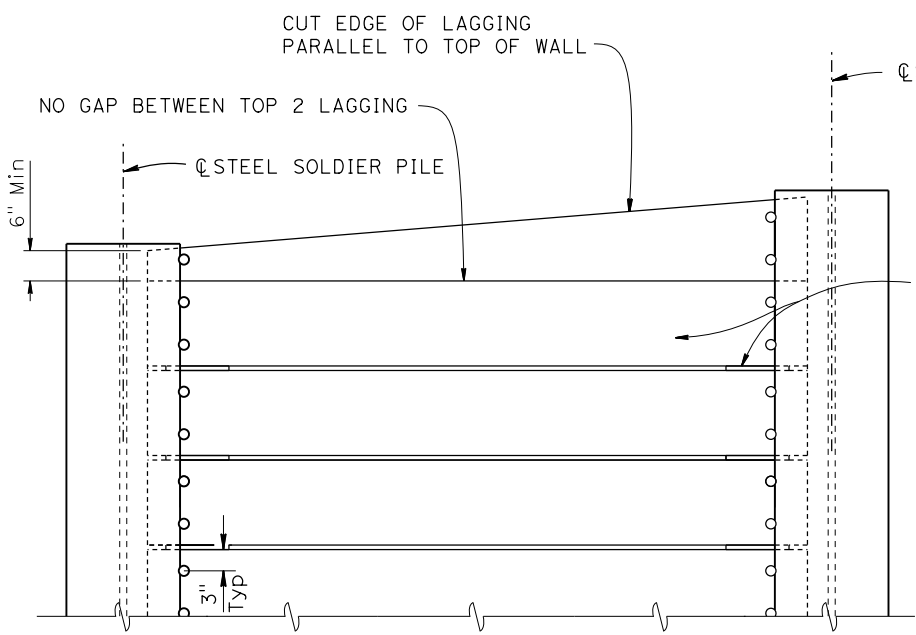 CUT EDGE OF LAGGING
PARALLEL TO TOP OF WALL
℄
NO GAP BETWEEN TOP 2 LAGGING
℄ STEEL SOLDIER PILE
6" Min
3"
Typ